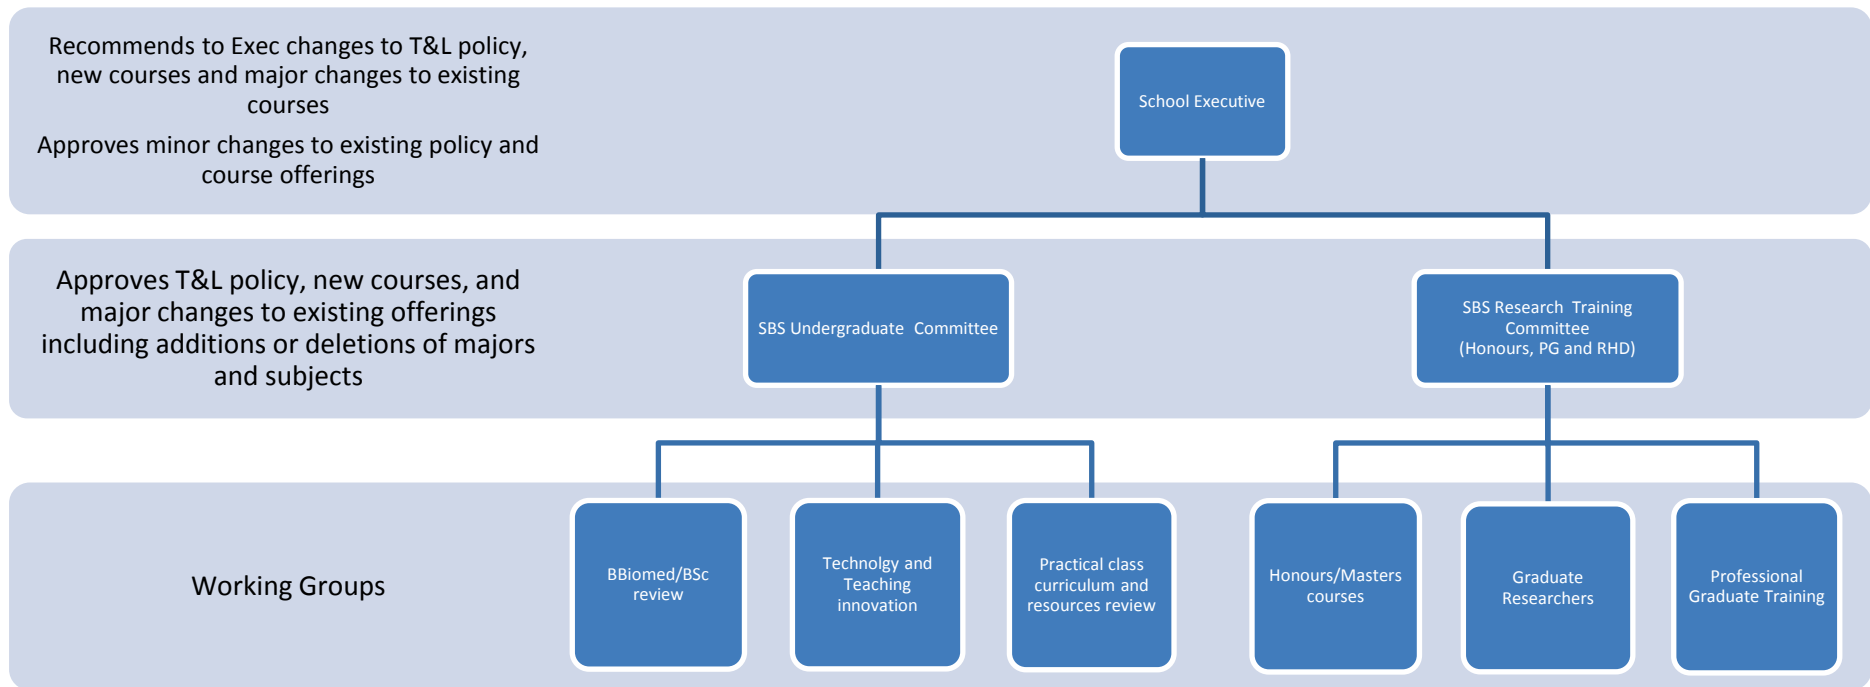 Recommends to Exec changes to T&L policy,
new courses and major changes to existing
courses
Approves minor changes to existing policy and
course offerings
School Executive
Approves T&L policy, new courses, and
major changes to existing offerings
including additions or deletions of majors
and subjects
SBS Undergraduate Committee
SBS Research Training
Committee
(Honours, PG and RHD)
Working Groups
BBiomed/BSc
review
Technolgy and
Teaching
innovation
Practical class
curriculum and
resources review
Honours/Masters
courses
Graduate
Researchers
Professional
Graduate Training